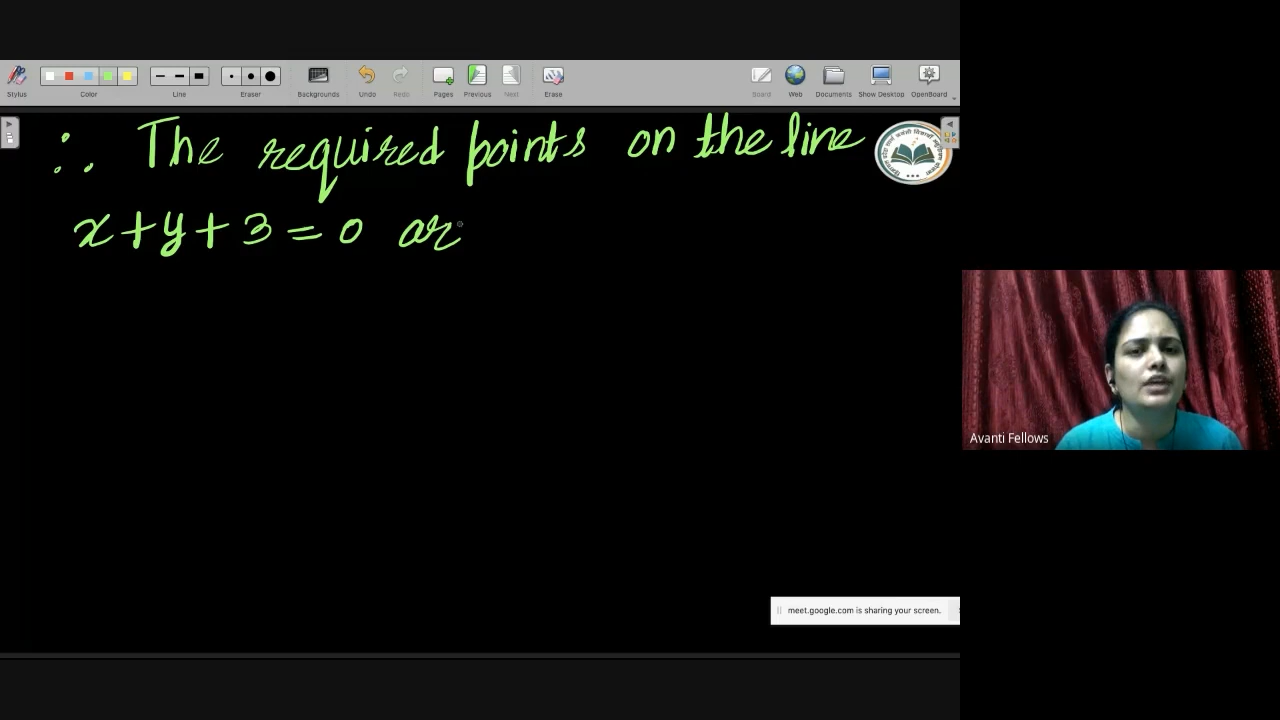 Stylus Color Line Eraser Backgrounds Undo Redo Pages Previous Next Erase Board Web Documents Show Desktop OpenBoard
∴ The required points on the line
x + y + 3 = 0 ar
Avanti Fellows
meet.google.com is sharing your screen.